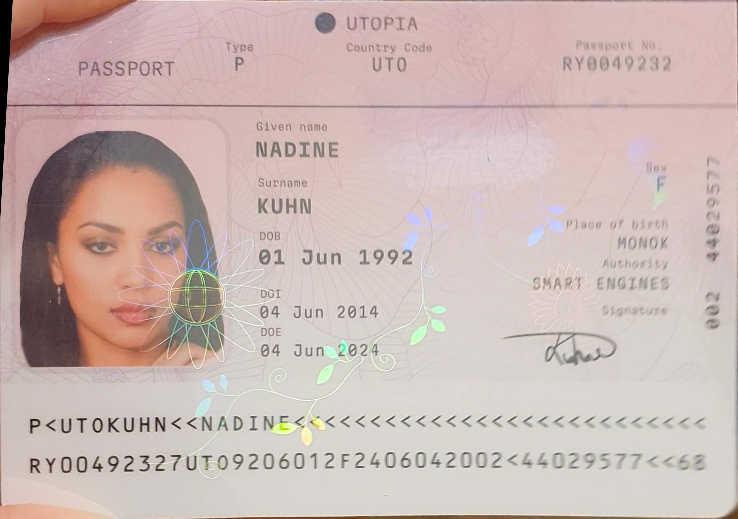 UTOPIA
PASSPORT
Type
P
Country Code
UTO
Passport No.
RY0049232
Given name
NADINE
Surname
KUHN
DOB
01 Jun 1992
DGI
04 Jun 2014
DOE
04 Jun 2024
Sex
F
Place of birth
MONOK
Authority
SMART ENGINES
Signature
002 44029577
P<UTOKUHN<<NADINE<<<<<<<<<<<<<<<<<<<<<<<<<<<
RY00492327UTO9206012F2406042002<44029577<<68